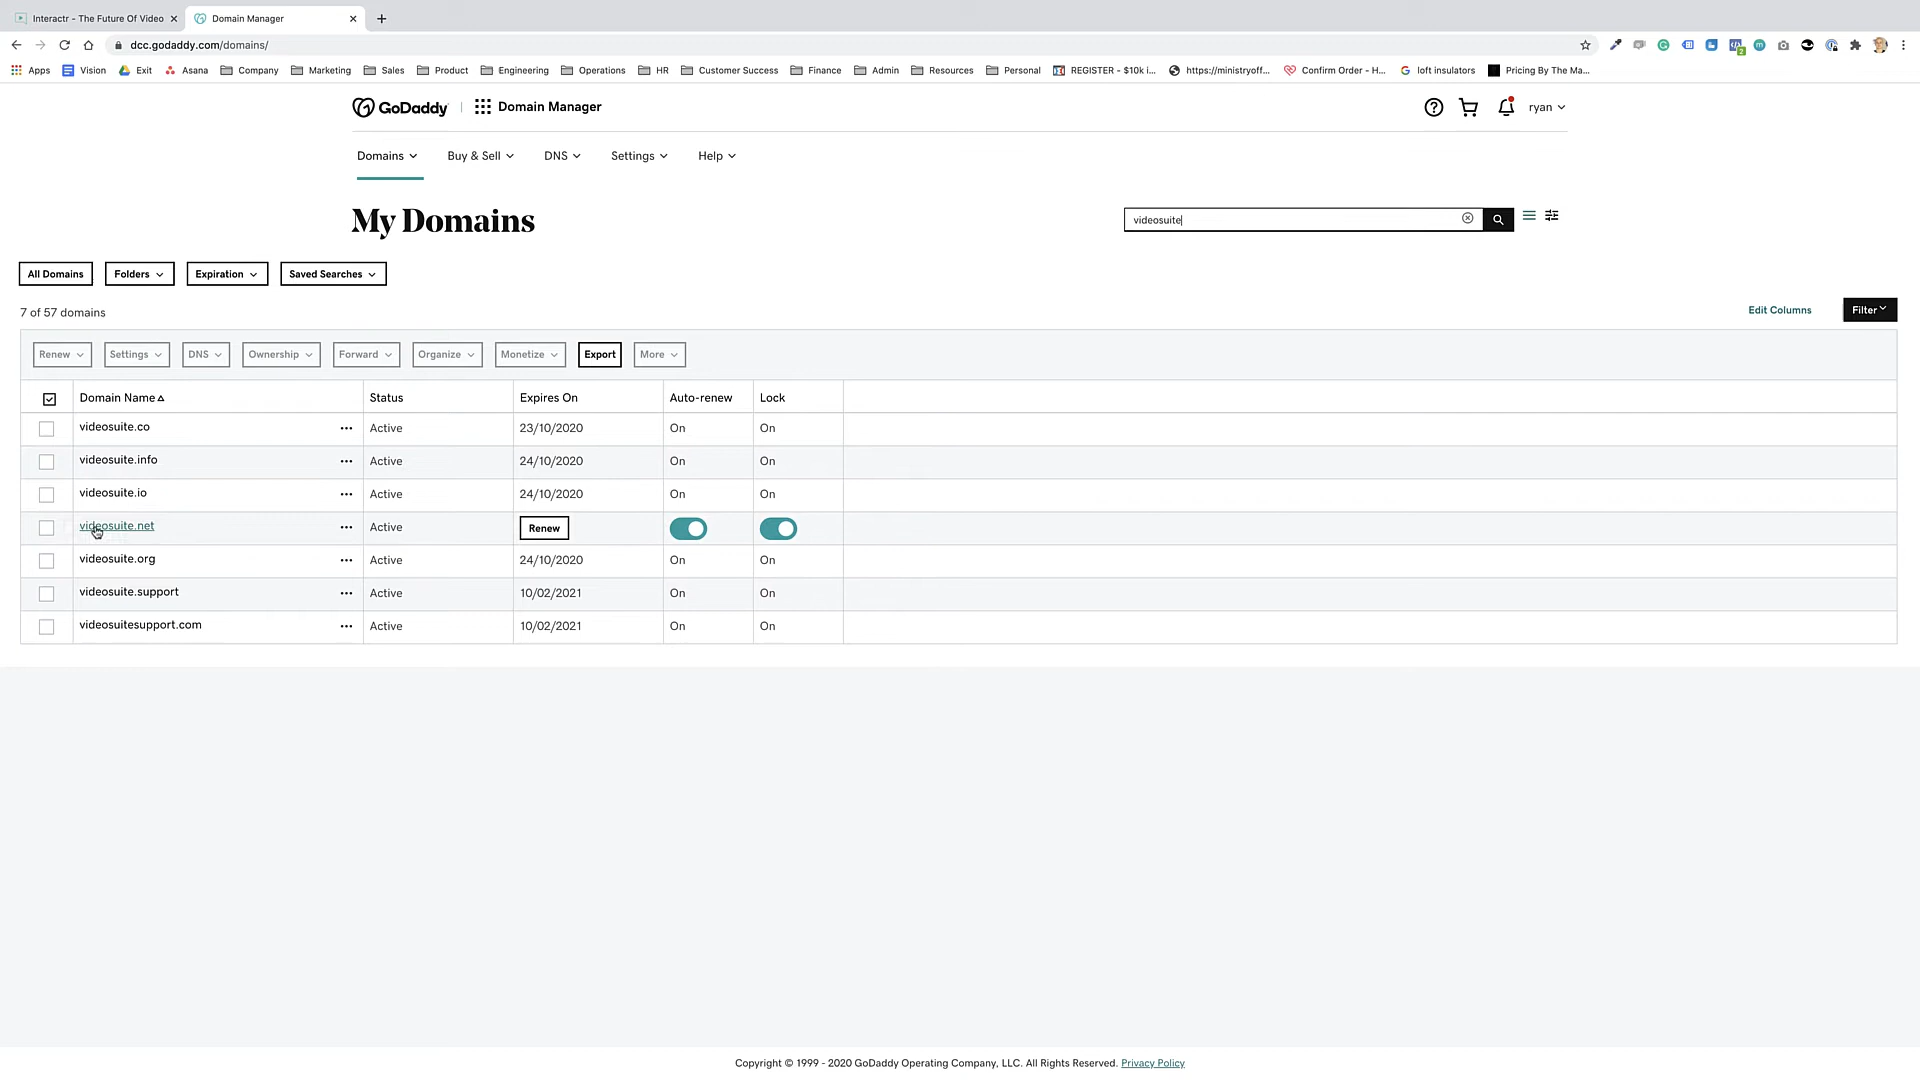 Interactr - The Future Of Video
Domain Manager
dcc.godaddy.com/domains/
Apps Vision Exit Asana Company Marketing Sales Product Engineering Operations HR Customer Success Finance Admin Resources Personal REGISTER - $10k i... https://ministryoff... Confirm Order - H... loft insulators Pricing By The Ma...
GoDaddy Domain Manager ryan
Domains Buy & Sell DNS Settings Help
My Domains
videosuite
All Domains Folders Expiration Saved Searches
7 of 57 domains
Edit Columns Filter
Renew Settings DNS Ownership Forward Organize Monetize Export More
Domain Name Status Expires On Auto-renew Lock
videosuite.co ... Active 23/10/2020 On On
videosuite.info ... Active 24/10/2020 On On
videosuite.io ... Active 24/10/2020 On On
videosuite.net ... Active Renew
videosuite.org ... Active 24/10/2020 On On
videosuite.support ... Active 10/02/2021 On On
videosuitesupport.com ... Active 10/02/2021 On On
Copyright © 1999 - 2020 GoDaddy Operating Company, LLC. All Rights Reserved. Privacy Policy